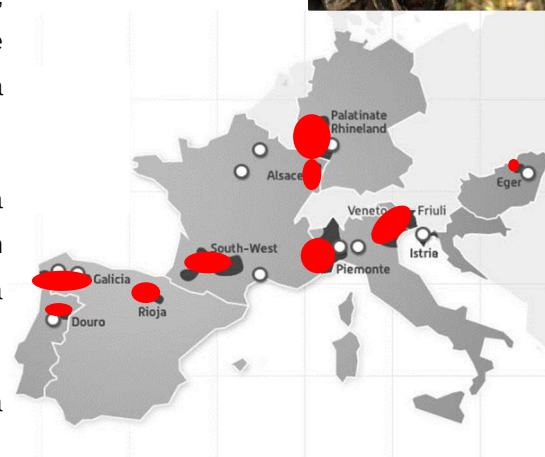 Palatinate
Rhineland
Alsace
Eger
Veneto
Friuli
Istria
South-West
Piemonte
Galicia
Rioja
Douro